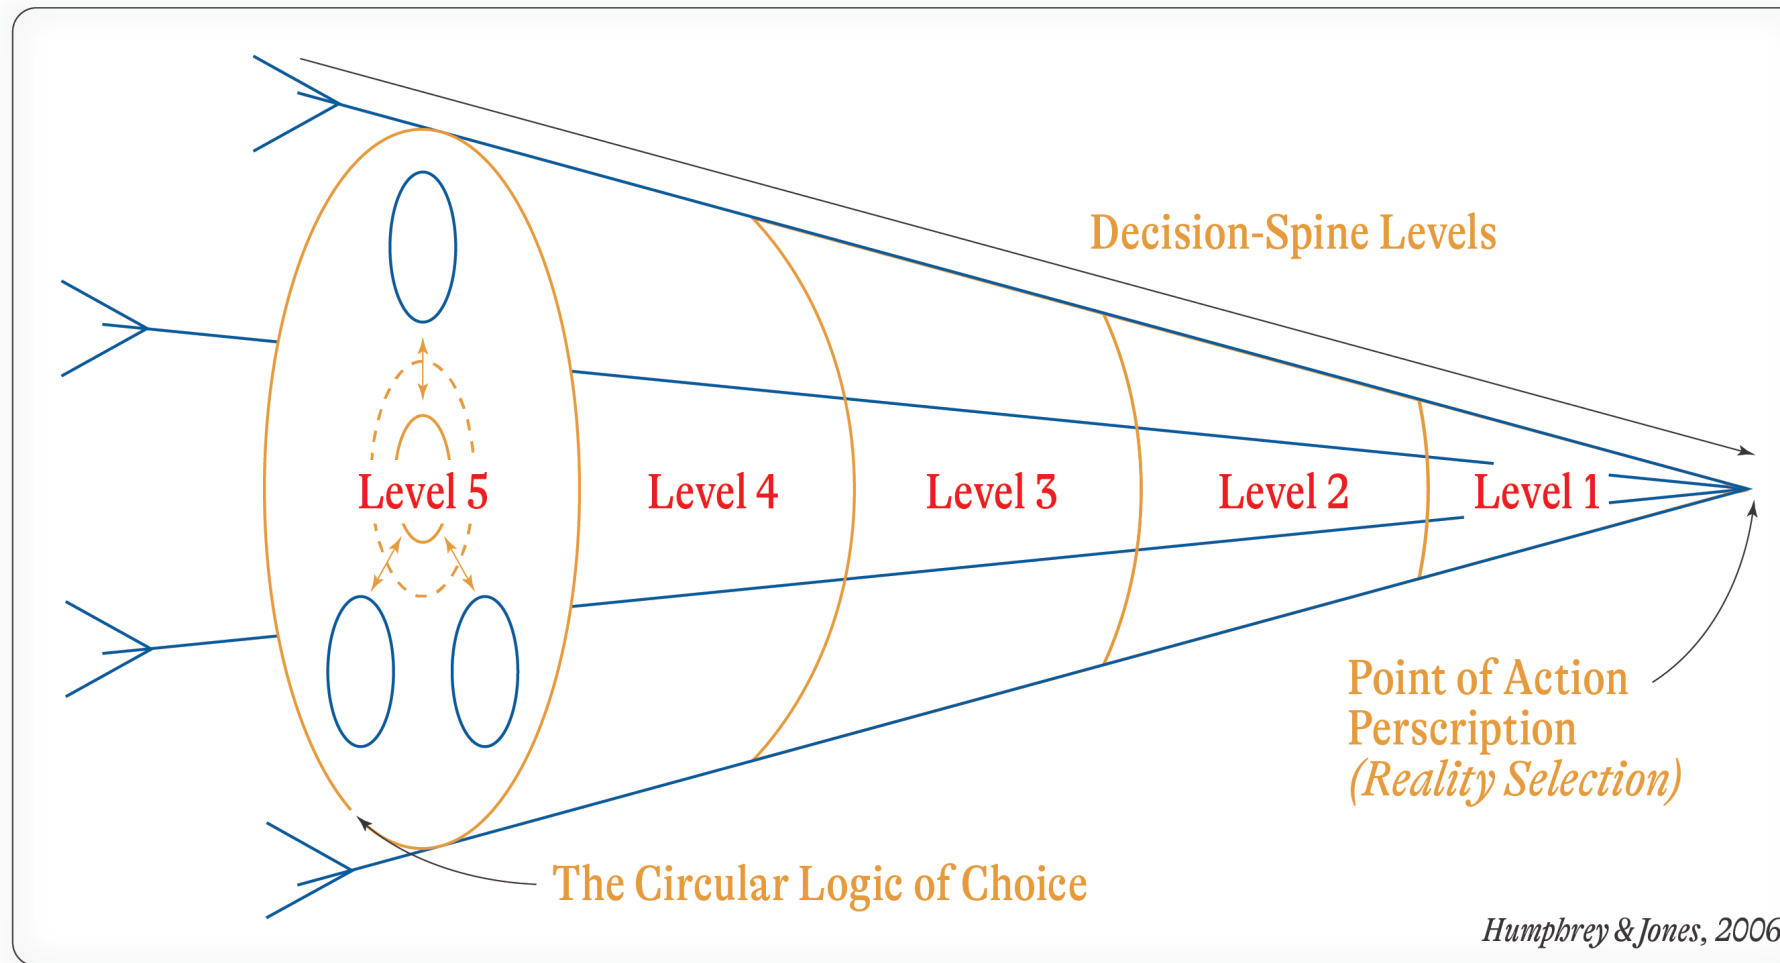 Decision-Spine Levels
Level 5
Level 4
Level 3
Level 2
Level 1
Point of Action
Perscription
(Reality Selection)
The Circular Logic of Choice
Humphrey & Jones, 2006